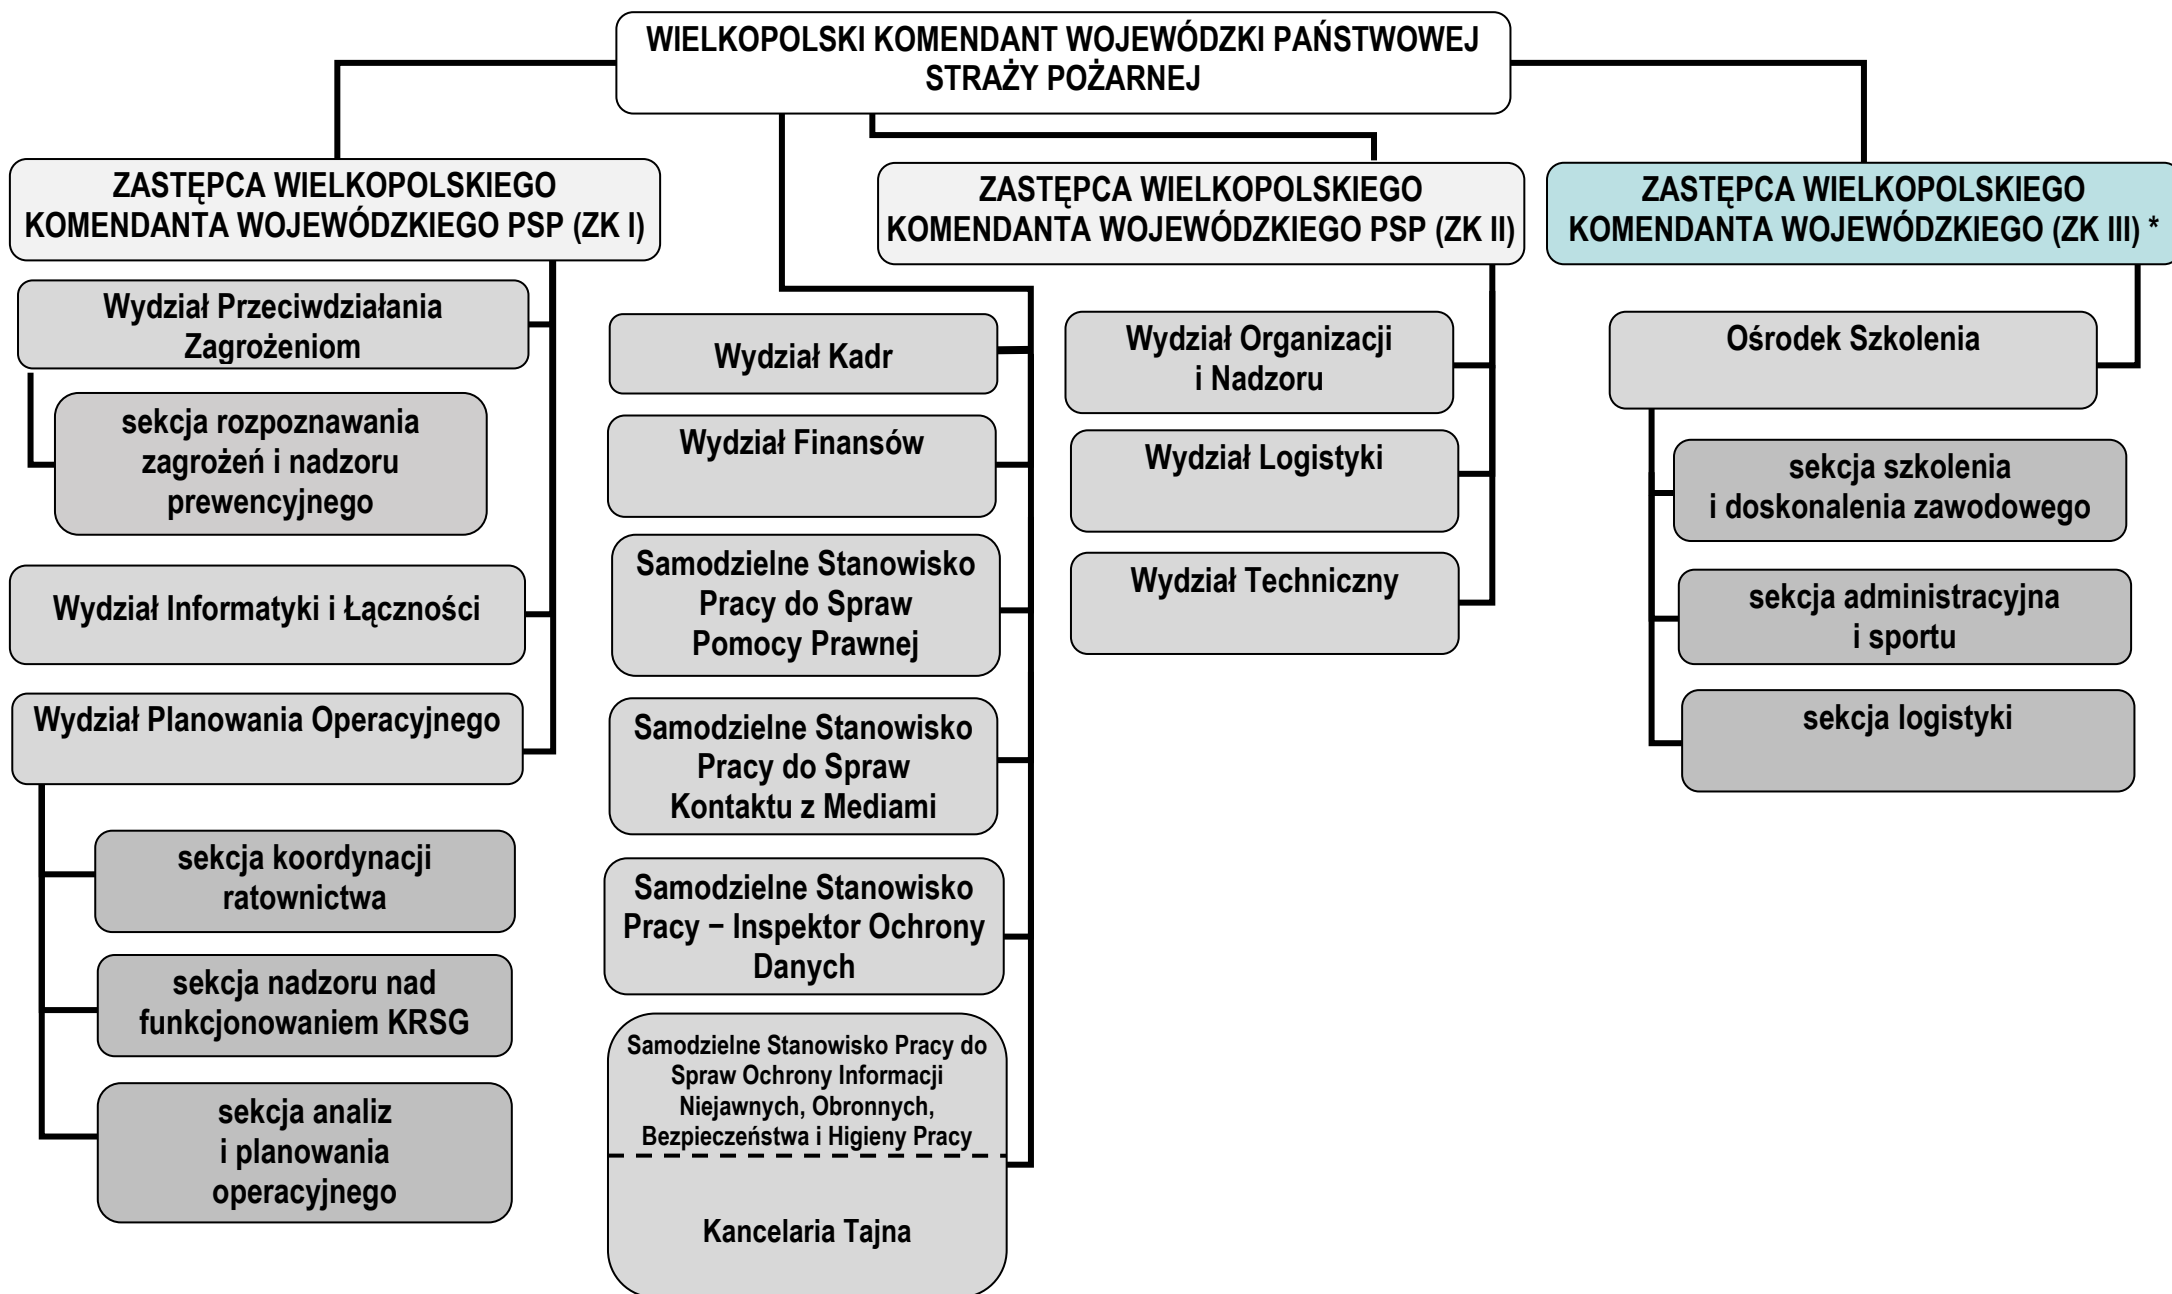 WIELKOPOLSKI KOMENDANT WOJEWÓDZKI PAŃSTWOWEJ
STRAŻY POŻARNEJ
ZASTĘPCA WIELKOPOLSKIEGO
KOMENDANTA WOJEWÓDZKIEGO PSP (ZK I)
Wydział Przeciwdziałania
Zagrożeniom
sekcja rozpoznawania
zagrożeń i nadzoru
prewencyjnego
Wydział Informatyki i Łączności
Wydział Planowania Operacyjnego
sekcja koordynacji
ratownictwa
sekcja nadzoru nad
funkcjonowaniem KRSG
sekcja analiz
i planowania
operacyjnego
Wydział Kadr
Wydział Finansów
Samodzielne Stanowisko
Pracy do Spraw
Pomocy Prawnej
Samodzielne Stanowisko
Pracy do Spraw
Kontaktu z Mediami
Samodzielne Stanowisko
Pracy – Inspektor Ochrony
Danych
Samodzielne Stanowisko Pracy do
Spraw Ochrony Informacji
Niejawnych, Obronnych,
Bezpieczeństwa i Higieny Pracy
Kancelaria Tajna
ZASTĘPCA WIELKOPOLSKIEGO
KOMENDANTA WOJEWÓDZKIEGO PSP (ZK II)
Wydział Organizacji
i Nadzoru
Wydział Logistyki
Wydział Techniczny
ZASTĘPCA WIELKOPOLSKIEGO
KOMENDANTA WOJEWÓDZKIEGO (ZK III) *
Ośrodek Szkolenia
sekcja szkolenia
i doskonalenia zawodowego
sekcja administracyjna
i sportu
sekcja logistyki